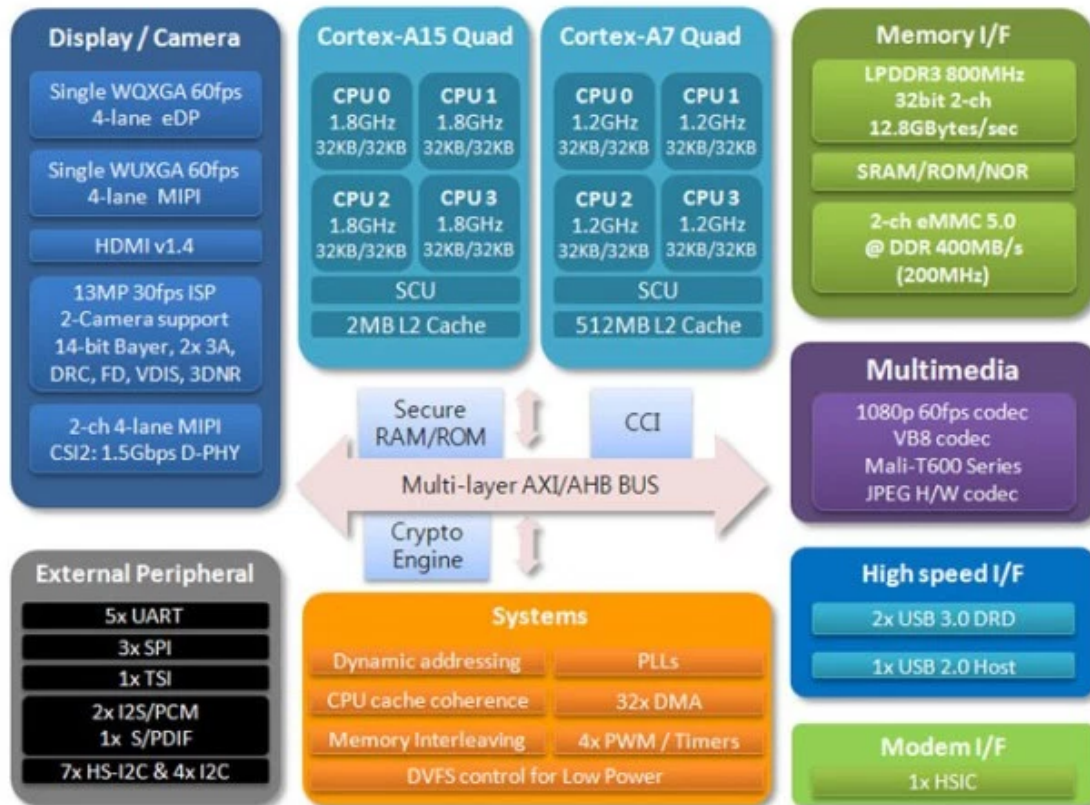 Display / Camera
Single WQXGA 60fps
4-lane eDP
Single WUXGA 60fps
4-lane MIPI
HDMI v1.4
13MP 30fps ISP
2-Camera support
14-bit Bayer, 2x 3A,
DRC, FD, VDIS, 3DNR
2-ch 4-lane MIPI
CSI2: 1.5Gbps D-PHY
Cortex-A15 Quad
CPU 0
1.8GHz
32KB/32KB
CPU 1
1.8GHz
32KB/32KB
CPU 2
1.8GHz
32KB/32KB
CPU 3
1.8GHz
32KB/32KB
SCU
2MB L2 Cache
Cortex-A7 Quad
CPU 0
1.2GHz
32KB/32KB
CPU 1
1.2GHz
32KB/32KB
CPU 2
1.2GHz
32KB/32KB
CPU 3
1.2GHz
32KB/32KB
SCU
512MB L2 Cache
Memory I/F
LPDDR3 800MHz
32bit 2-ch
12.8GBytes/sec
SRAM/ROM/NOR
2-ch eMMC 5.0
@ DDR 400MB/s
(200MHz)
Secure
RAM/ROM
CCI
Multi-layer AXI/AHB BUS
Crypto
Engine
Multimedia
1080p 60fps codec
VB8 codec
Mali-T600 Series
JPEG H/W codec
External Peripheral
5x UART
3x SPI
1x TSI
2x I2S/PCM
1x S/PDIF
7x HS-I2C & 4x I2C
Systems
Dynamic addressing
PLLs
CPU cache coherence
32x DMA
Memory Interleaving
4x PWM / Timers
DVFS control for Low Power
High speed I/F
2x USB 3.0 DRD
1x USB 2.0 Host
Modem I/F
1x HSIC